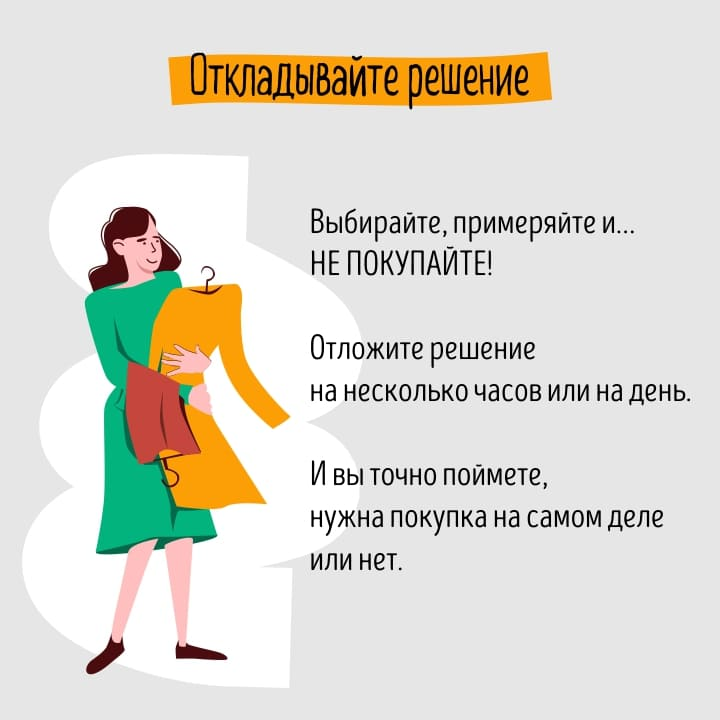 Откладывайте решение
Выбирайте, примеряйте и...
НЕ ПОКУПАЙТЕ!
Отложите решение
на несколько часов или на день.
И вы точно поймете,
нужна покупка на самом деле
или нет.